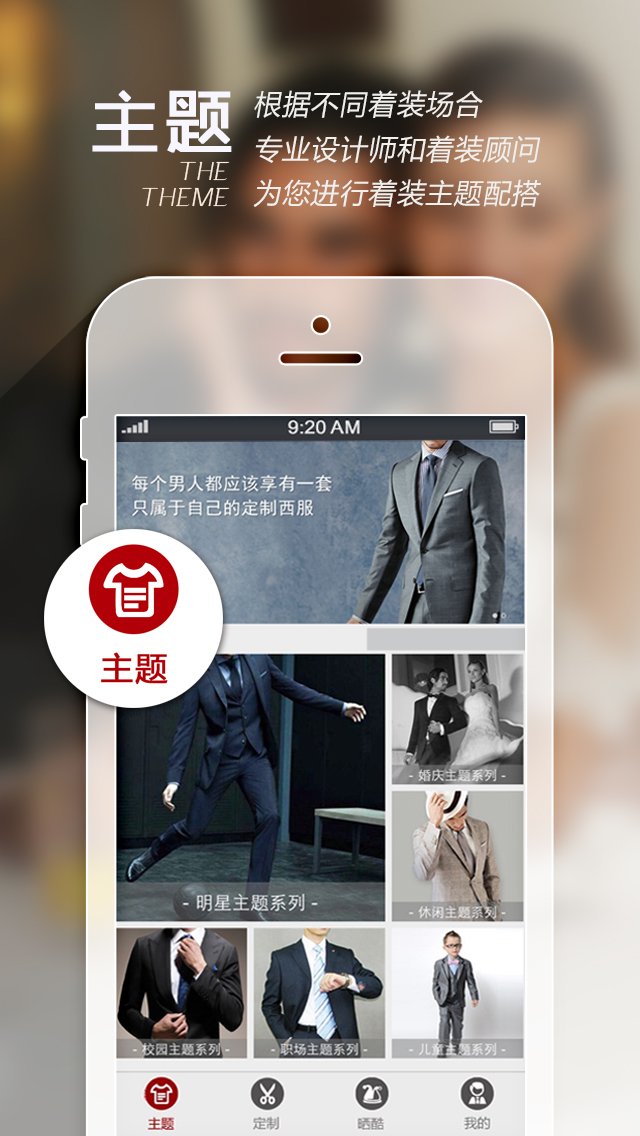 主题
THE
THEME
根据不同着装场合
专业设计师和着装顾问
为您进行着装主题配搭
9:20 AM
每个男人都应该享有一套
只属于自己的定制西服
主题
- 婚庆主题系列 -
- 明星主题系列 -
- 休闲主题系列 -
- 校园主题系列 -
- 职场主题系列 -
- 儿童主题系列 -
主题
定制
晒酷
我的